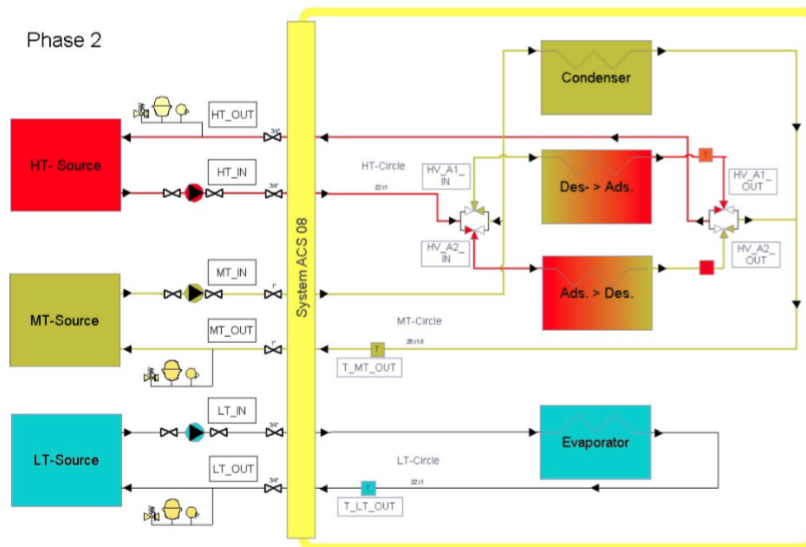 Phase 2
HT_OUT
3/4"
HT- Source
HT_IN
3/4"
HT-Circle
22x1
Condenser
HV_A1_
IN
Des- > Ads.
T
HV_A1_
OUT
HV_A2_
IN
HV_A2_
OUT
Ads. > Des.
System ACS 08
MT-Source
MT_IN
1"
MT_OUT
1"
MT-Circle
T
T_MT_OUT
LT-Source
LT_IN
3/4"
LT_OUT
3/4"
Evaporator
LT-Circle
22x1
T
T_LT_OUT